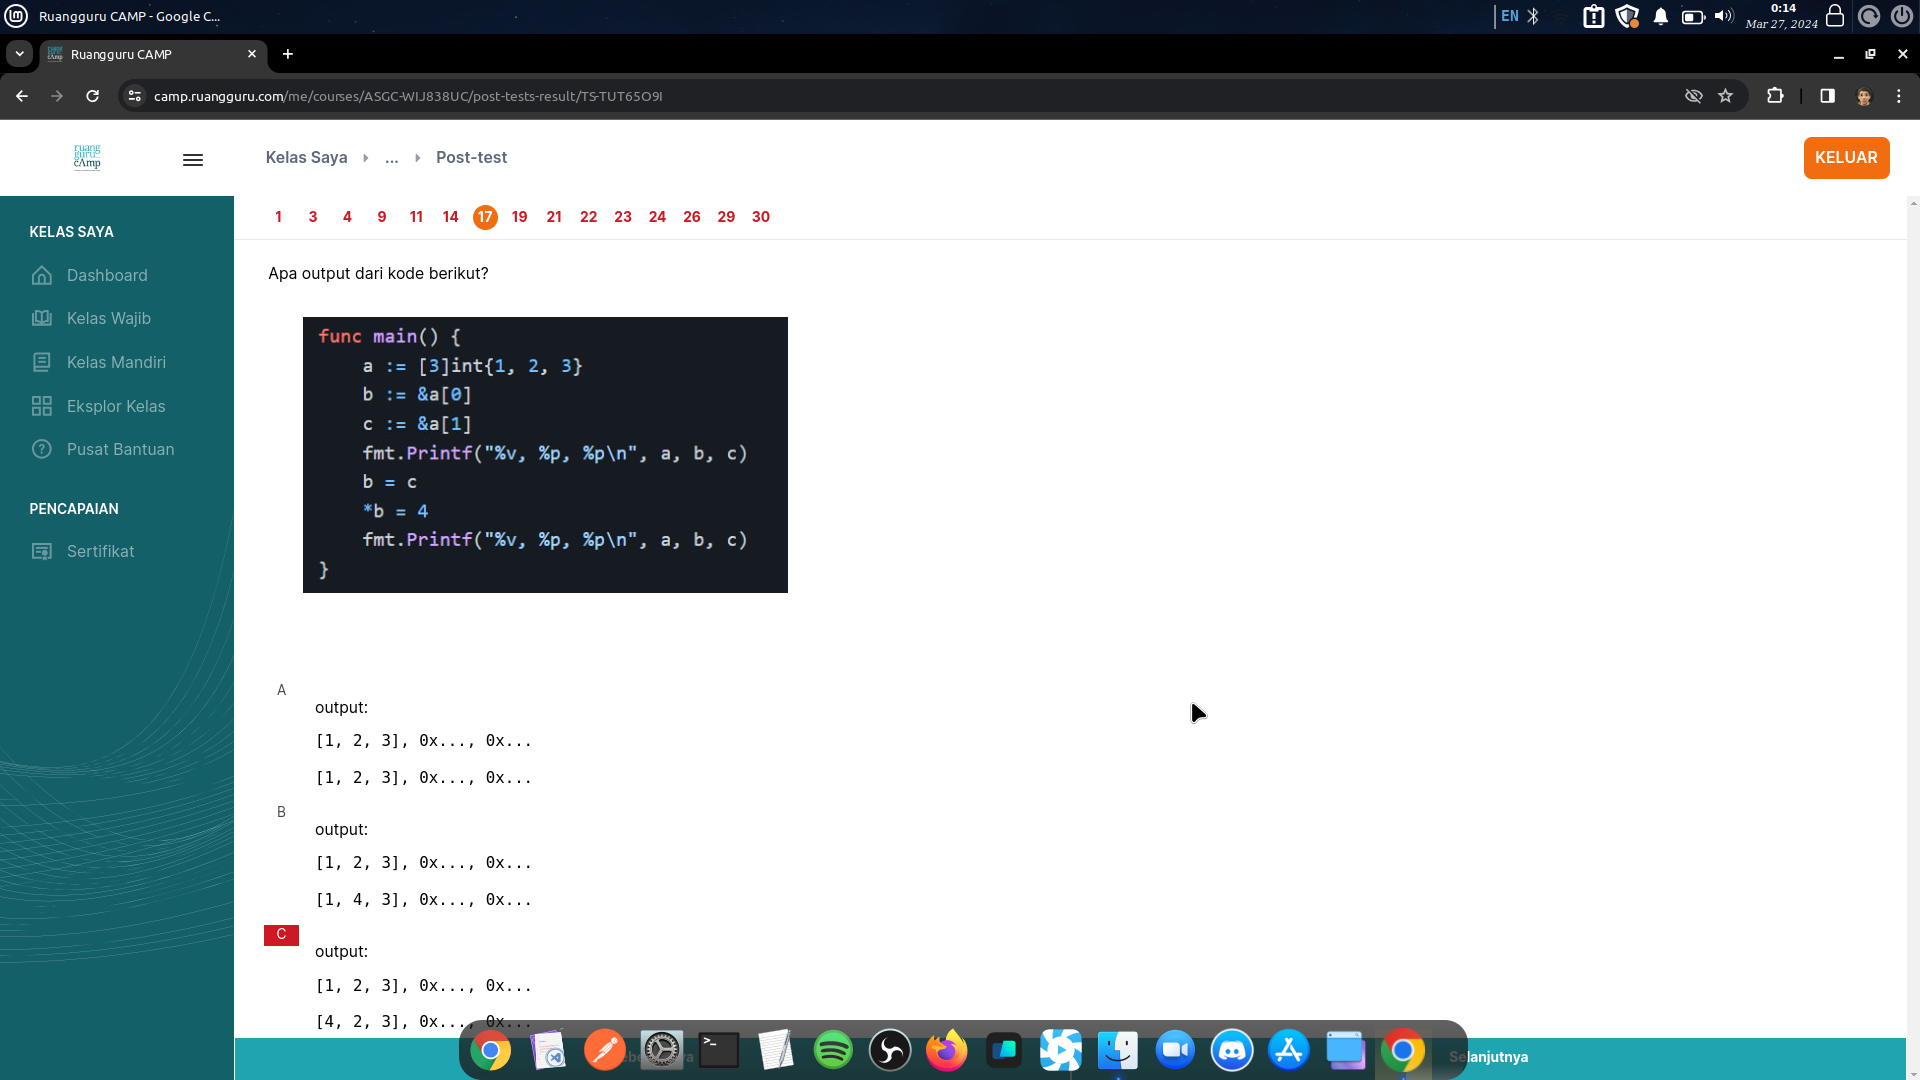 Ruangguru CAMP - Google C...
EN
0:14
Mar 27, 2024
Ruangguru CAMP
camp.ruangguru.com/me/courses/ASGC-WIJ838UC/post-tests-result/TS-TUT65O9I
ruang
guru
cAmp
Kelas Saya
...
Post-test
KELUAR
KELAS SAYA
Dashboard
Kelas Wajib
Kelas Mandiri
Eksplor Kelas
Pusat Bantuan
PENCAPAIAN
Sertifikat
1 3 4 9 11 14 17 19 21 22 23 24 26 29 30
Apa output dari kode berikut?
func main() {
a := [3]int{1, 2, 3}
b := &a[0]
c := &a[1]
fmt.Printf("%v, %p, %p\n", a, b, c)
b = c
*b = 4
fmt.Printf("%v, %p, %p\n", a, b, c)
}
A
output:
[1, 2, 3], 0x..., 0x...
[1, 2, 3], 0x..., 0x...
B
output:
[1, 2, 3], 0x..., 0x...
[1, 4, 3], 0x..., 0x...
C
output:
[1, 2, 3], 0x..., 0x...
[4, 2, 3], 0x..., 0x...
Selanjutnya